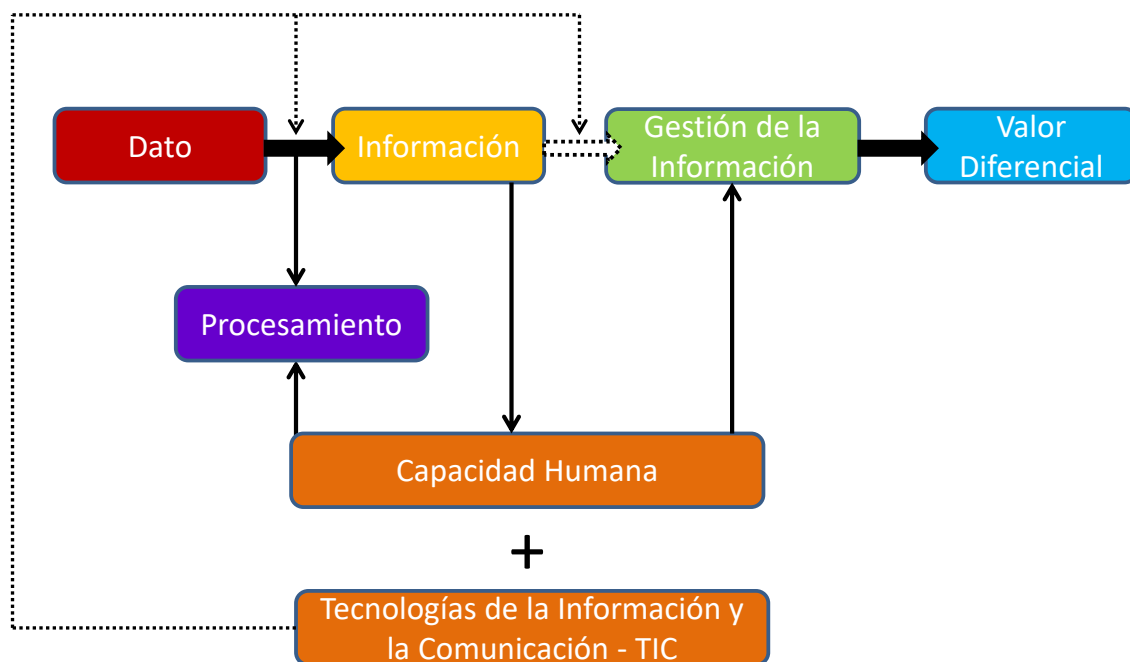 Dato
Información
Gestión de la
Información
Valor
Diferencial
Procesamiento
Capacidad Humana
+
Tecnologías de la Información y
la Comunicación - TIC